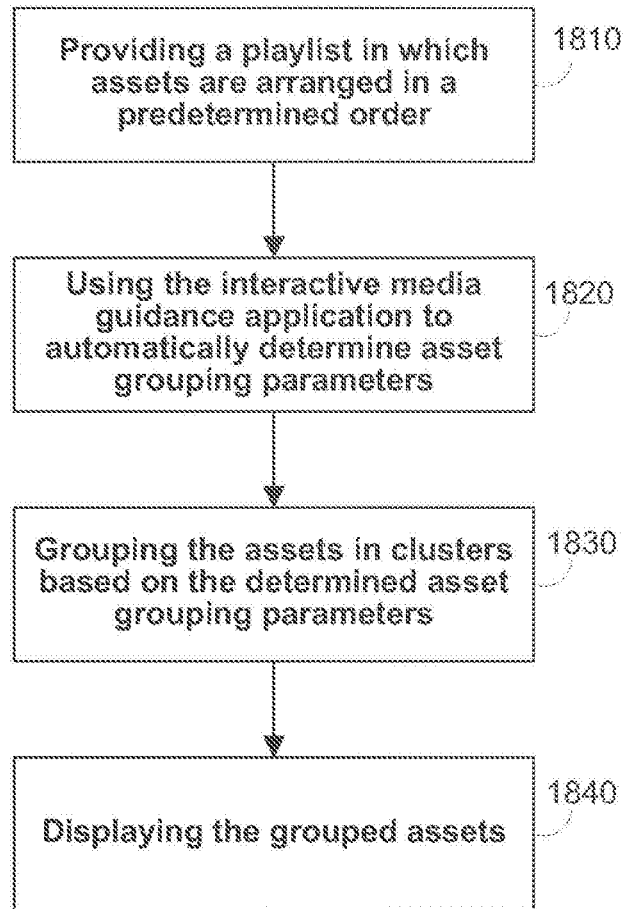 Providing a playlist in which
assets are arranged in a
predetermined order
1810
Using the interactive media
guidance application to
automatically determine asset
grouping parameters
1820
Grouping the assets in clusters
based on the determined asset
grouping parameters
1830
Displaying the grouped assets
1840